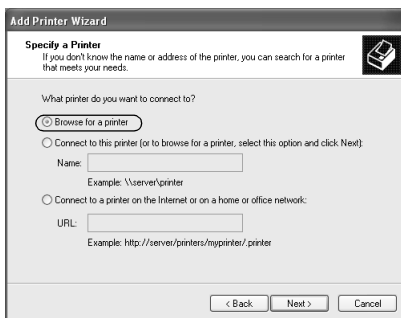 Add Printer Wizard
Specify a Printer
If you don't know the name or address of the printer, you can search for a printer
that meets your needs.
What printer do you want to connect to?
Browse for a printer
Connect to this printer (or to browse for a printer, select this option and click Next):
Name:
Example: \\server\printer
Connect to a printer on the Internet or on a home or office network:
URL:
Example: http://server/printers/myprinter/.printer
< Back
Next >
Cancel